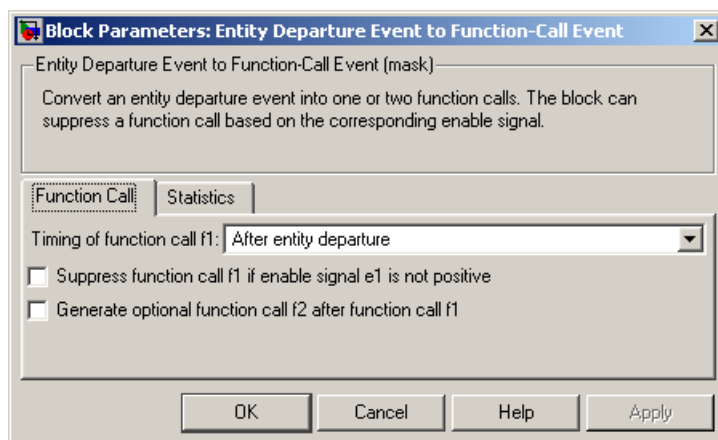 Block Parameters: Entity Departure Event to Function-Call Event
Entity Departure Event to Function-Call Event (mask)
Convert an entity departure event into one or two function calls. The block can
suppress a function call based on the corresponding enable signal.
Function Call Statistics
Timing of function call f1: After entity departure
Suppress function call f1 if enable signal e1 is not positive
Generate optional function call f2 after function call f1
OK Cancel Help Apply